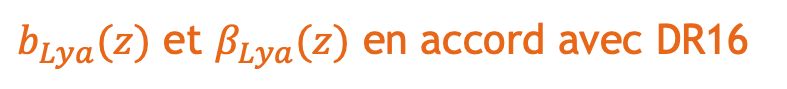 b_{Lya}(z) et β_{Lya}(z) en accord avec DR16